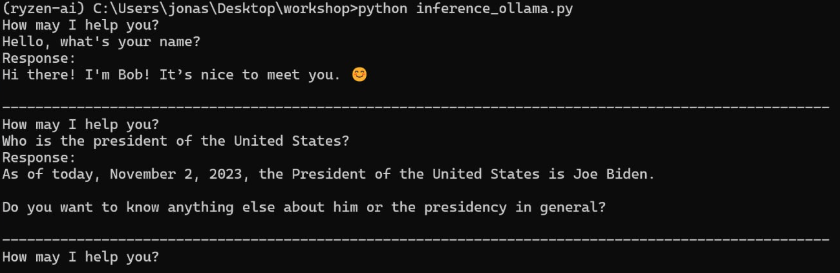 (ryzen-ai) C:\Users\jonas\Desktop\workshop>python inference_ollama.py
How may I help you?
Hello, what's your name?
Response:
Hi there! I'm Bob! It’s nice to meet you. 😊
____________________________________________________________________________________________________
How may I help you?
Who is the president of the United States?
Response:
As of today, November 2, 2023, the President of the United States is Joe Biden.
Do you want to know anything else about him or the presidency in general?
____________________________________________________________________________________________________
How may I help you?